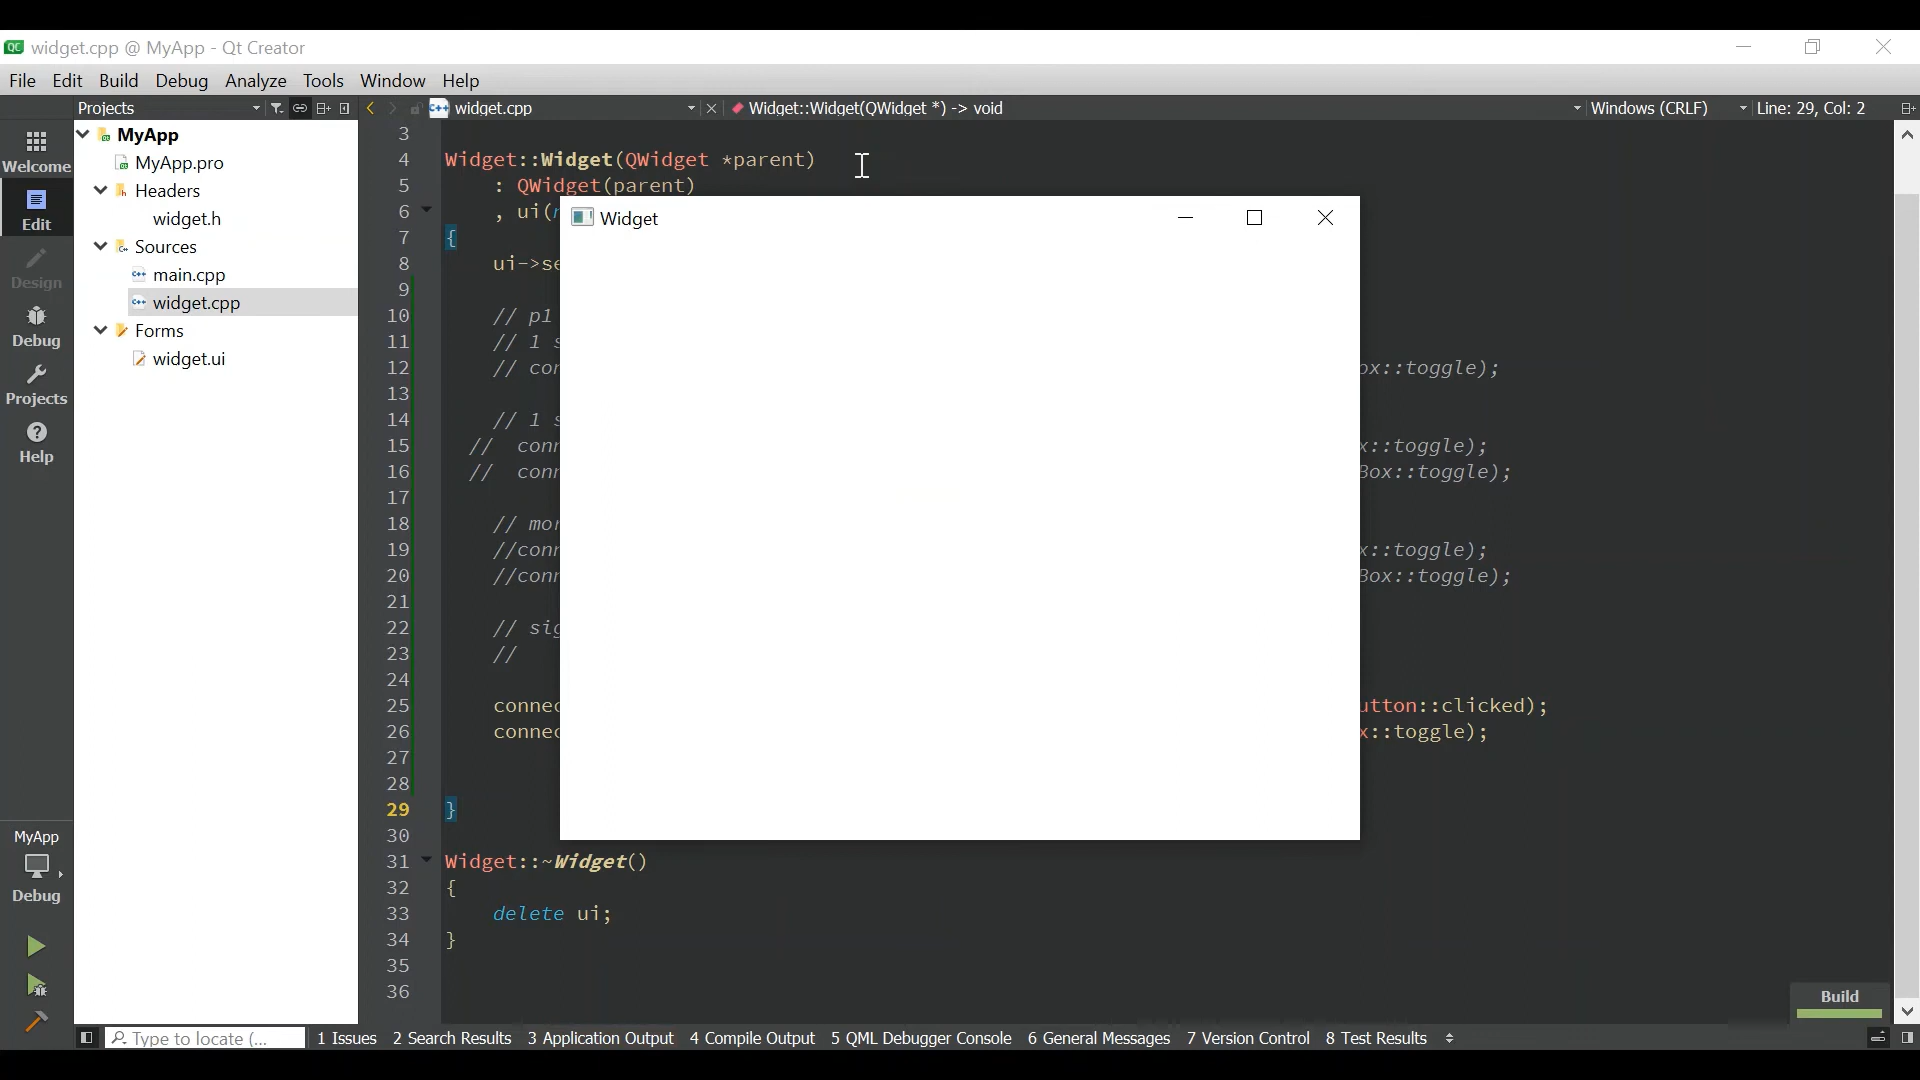 widget.cpp @ MyApp - Qt Creator
File Edit Build Debug Analyze Tools Window Help
Projects widget.cpp Widget::Widget(QWidget *) -> void Windows (CRLF) Line: 29, Col: 2
Welcome
Edit
Design
Debug
Projects
Help
MyApp
Debug
MyApp
MyApp.pro
Headers
widget.h
Sources
main.cpp
widget.cpp
Forms
widget.ui
3
4 Widget::Widget(QWidget *parent)
5 : QWidget(parent)
6 , ui(
7 {
8 ui->se
9
10 // p1
11 // 1
12 // con ox::toggle);
13
14 // 1
15 // conn x::toggle);
16 // conn Box::toggle);
17
18 // mor
19 //conn x::toggle);
20 //conn Box::toggle);
21
22 // sig
23 //
24
25 connec utton::clicked);
26 connec x::toggle);
27
28
29 }
30
31 Widget::~Widget()
32 {
33 delete ui;
34 }
35
36
Widget
Build
Type to locate (... 1 Issues 2 Search Results 3 Application Output 4 Compile Output 5 QML Debugger Console 6 General Messages 7 Version Control 8 Test Results